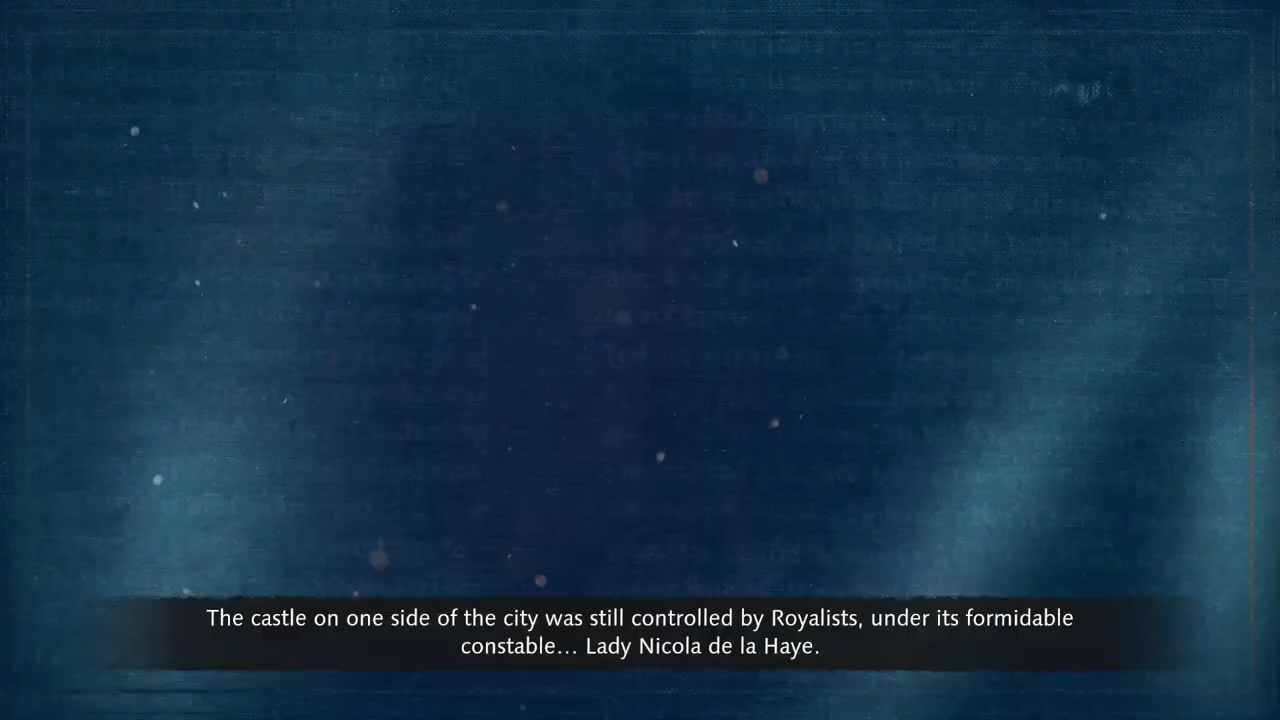 The castle on one side of the city was still controlled by Royalists, under its formidable
constable... Lady Nicola de la Haye.